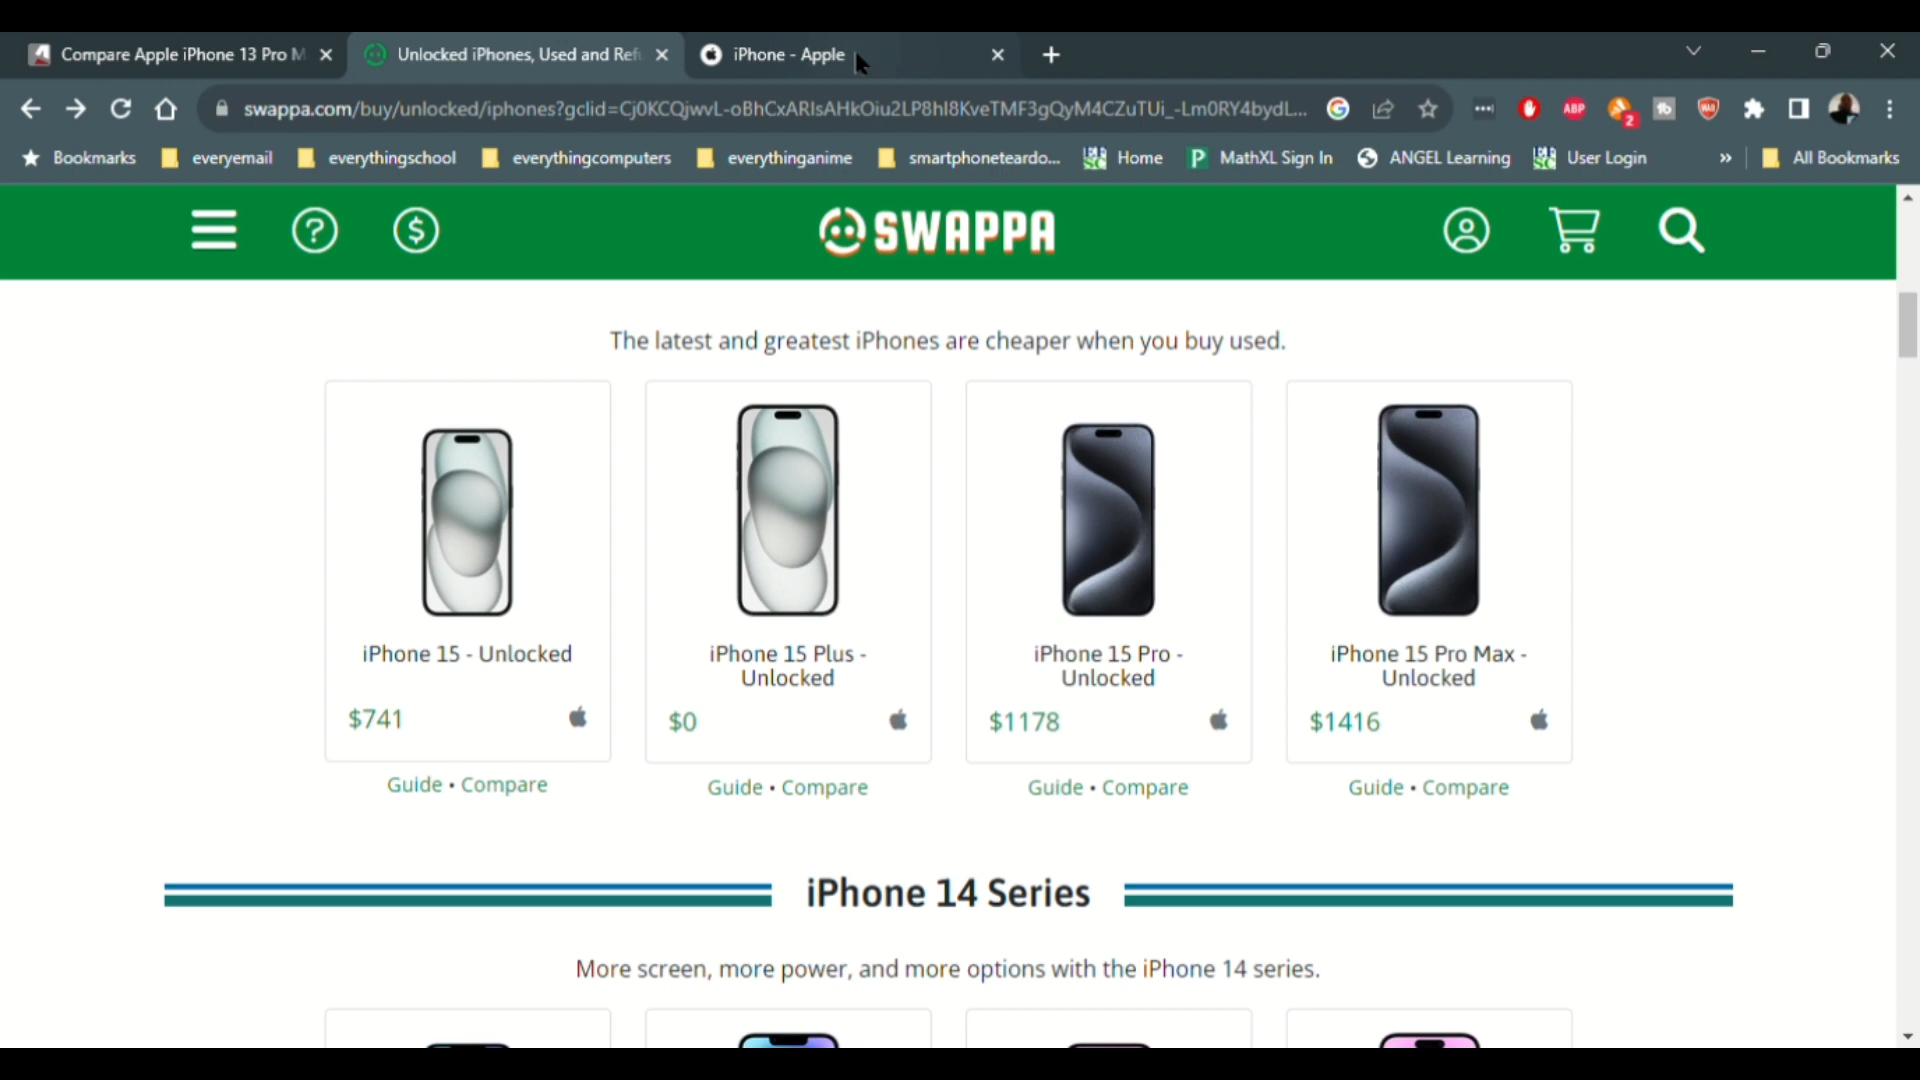 Compare Apple iPhone 13 Pro M
Unlocked iPhones, Used and Ref
iPhone - Apple
swappa.com/buy/unlocked/iphones?gclid=Cj0KCQjwvL-oBhCxARIsAHkOiu2LP8hI8KveTMF3gQyM4CZuTUi_-Lm0RY4bydL...
ABP
2
Bookmarks
everyemail
everythingschool
everythingcomputers
everythinganime
smartphoneteardo...
Home
MathXL Sign In
ANGEL Learning
User Login
»
All Bookmarks
SWAPPA
The latest and greatest iPhones are cheaper when you buy used.
iPhone 15 - Unlocked
$741
Guide • Compare
iPhone 15 Plus -
Unlocked
$0
Guide • Compare
iPhone 15 Pro -
Unlocked
$1178
Guide • Compare
iPhone 15 Pro Max -
Unlocked
$1416
Guide • Compare
iPhone 14 Series
More screen, more power, and more options with the iPhone 14 series.